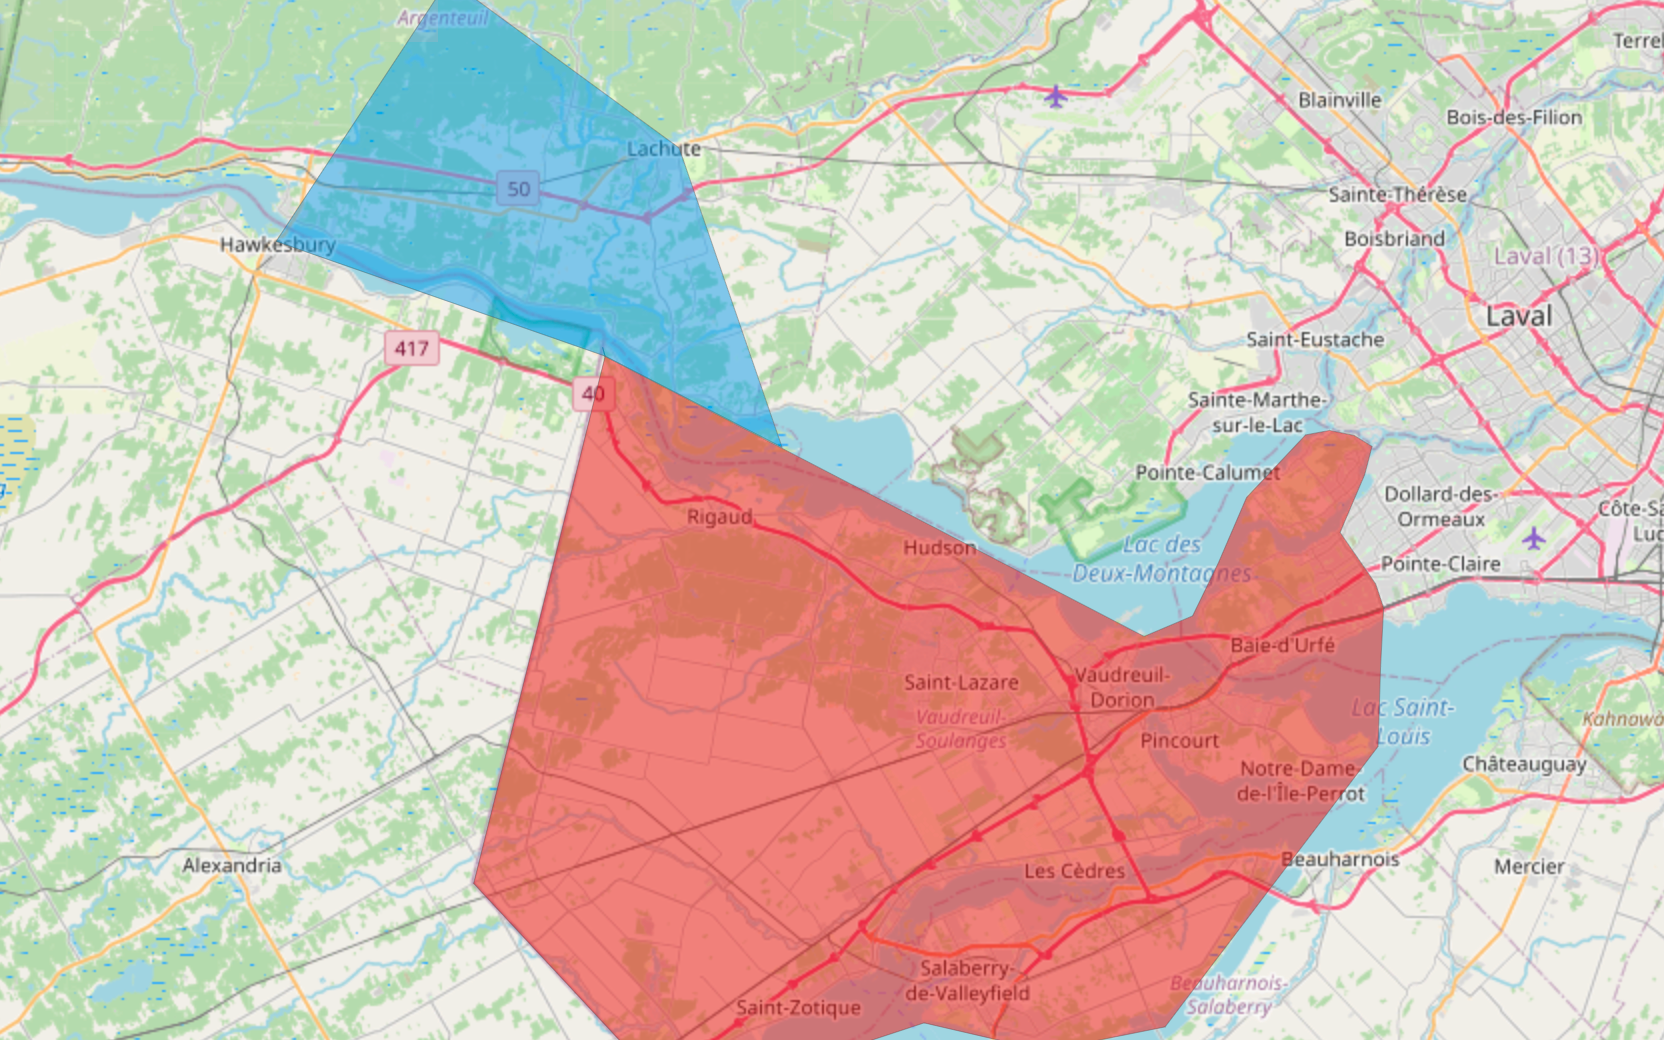 Argenteuil
Terrel
Blainville
Bois-des-Filion
Lachute
50
Sainte-Thérèse
Boisbriand
Hawkesbury
Laval (13)
Laval
Saint-Eustache
417
40
Sainte-Marthe-
sur-le-Lac
Pointe-Calumet
Dollard-des-
Ormeaux
Côte-Sa
Luc
Rigaud
Hudson
Lac des
Deux-Montagnes
Pointe-Claire
Baie-d'Urfé
Saint-Lazare
Vaudreuil-
Dorion
Vaudreuil-
Soulanges
Lac Saint-
Louis
Kahnawa
Pincourt
Notre-Dame-
de-l'Île-Perrot
Châteauguay
Alexandria
Les Cèdres
Beauharnois
Mercier
Salaberry-
de-Valleyfield
Saint-Zotique
Beauharnois-
Salaberry